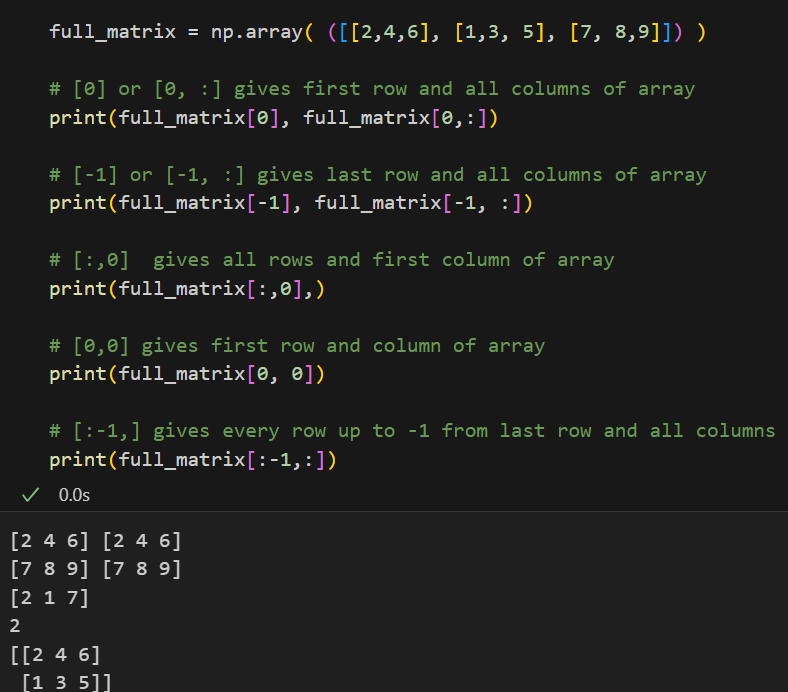 full_matrix = np.array( ([[2,4,6], [1,3, 5], [7, 8,9]]) )
# [0] or [0, :] gives first row and all columns of array
print(full_matrix[0], full_matrix[0,:])
# [-1] or [-1, :] gives last row and all columns of array
print(full_matrix[-1], full_matrix[-1, :])
# [:,0]  gives all rows and first column of array
print(full_matrix[:,0],)
# [0,0] gives first row and column of array
print(full_matrix[0, 0])
# [:-1,] gives every row up to -1 from last row and all columns
print(full_matrix[:-1,:])
0.0s
[2 4 6] [2 4 6]
[7 8 9] [7 8 9]
[2 1 7]
2
[[2 4 6]
 [1 3 5]]